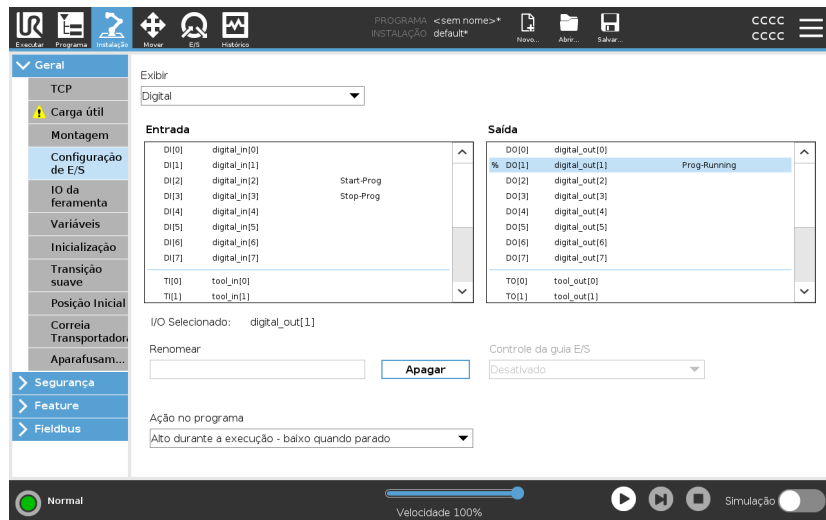 PROGRAMA <sem nome>*
INSTALAÇÃO default*
Executar Programa Instalação Mover E/S Histórico
Novo... Abrir... Salvar...
CCCC
CCCC
Geral
TCP
Carga útil
Montagem
Configuração
de E/S
IO da
feramenta
Variáveis
Inicialização
Transição
suave
Posição Inicial
Correia
Transportador
Aparafusam...
Segurança
Feature
Fieldbus
Exibir
Digital
Entrada
DI[0] digital_in[0]
DI[1] digital_in[1]
DI[2] digital_in[2] Start-Prog
DI[3] digital_in[3] Stop-Prog
DI[4] digital_in[4]
DI[5] digital_in[5]
DI[6] digital_in[6]
DI[7] digital_in[7]
TI[0] tool_in[0]
TI[1] tool_in[1]
Saída
DO[0] digital_out[0]
% DO[1] digital_out[1] Prog-Running
DO[2] digital_out[2]
DO[3] digital_out[3]
DO[4] digital_out[4]
DO[5] digital_out[5]
DO[6] digital_out[6]
DO[7] digital_out[7]
TO[0] tool_out[0]
TO[1] tool_out[1]
I/O Selecionado: digital_out[1]
Renomear
Apagar
Controle da guia E/S
Desativado
Ação no programa
Alto durante a execução - baixo quando parado
Normal
Velocidade 100%
Simulação